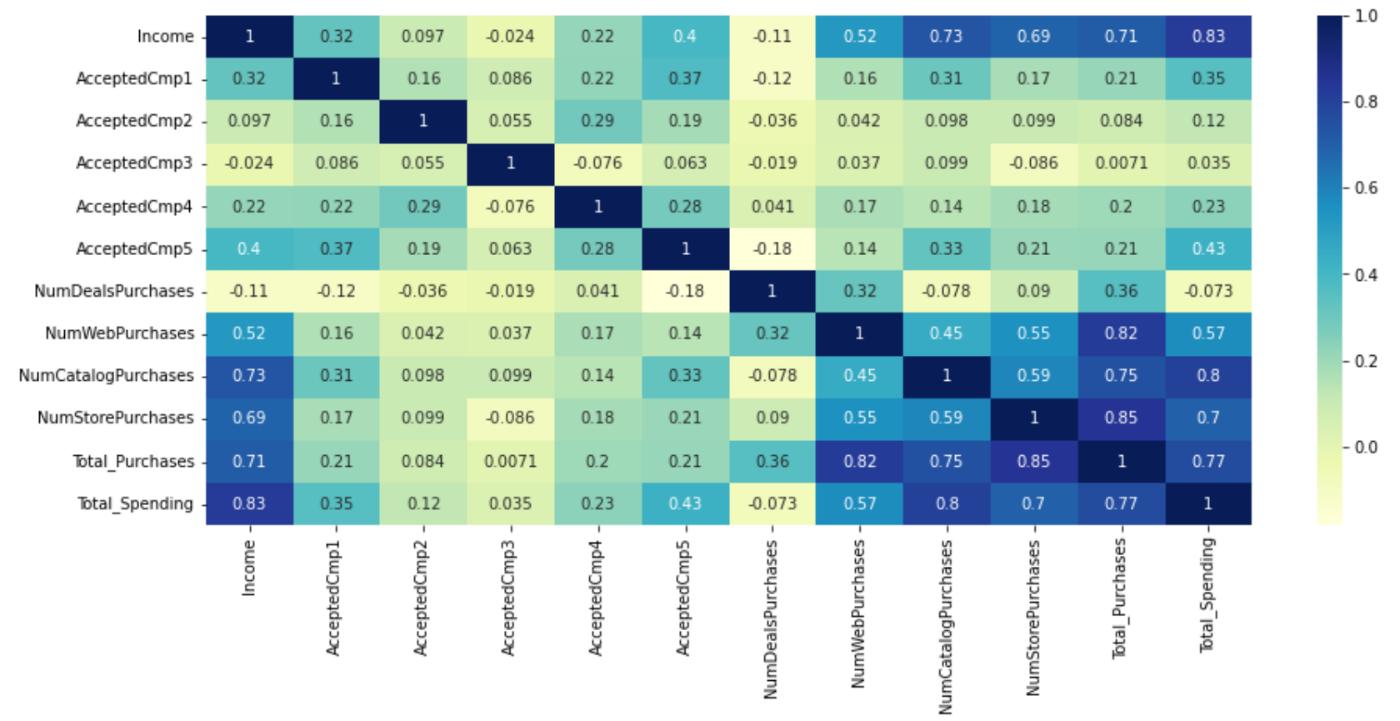 Income 1 0.32 0.097 -0.024 0.22 0.4 -0.11 0.52 0.73 0.69 0.71 0.83
AcceptedCmp1 0.32 1 0.16 0.086 0.22 0.37 -0.12 0.16 0.31 0.17 0.21 0.35
AcceptedCmp2 0.097 0.16 1 0.055 0.29 0.19 -0.036 0.042 0.098 0.099 0.084 0.12
AcceptedCmp3 -0.024 0.086 0.055 1 -0.076 0.063 -0.019 0.037 0.099 -0.086 0.0071 0.035
AcceptedCmp4 0.22 0.22 0.29 -0.076 1 0.28 0.041 0.17 0.14 0.18 0.2 0.23
AcceptedCmp5 0.4 0.37 0.19 0.063 0.28 1 -0.18 0.14 0.33 0.21 0.21 0.43
NumDealsPurchases -0.11 -0.12 -0.036 -0.019 0.041 -0.18 1 0.32 -0.078 0.09 0.36 -0.073
NumWebPurchases 0.52 0.16 0.042 0.037 0.17 0.14 0.32 1 0.45 0.55 0.82 0.57
NumCatalogPurchases 0.73 0.31 0.098 0.099 0.14 0.33 -0.078 0.45 1 0.59 0.75 0.8
NumStorePurchases 0.69 0.17 0.099 -0.086 0.18 0.21 0.09 0.55 0.59 1 0.85 0.7
Total_Purchases 0.71 0.21 0.084 0.0071 0.2 0.21 0.36 0.82 0.75 0.85 1 0.77
Total_Spending 0.83 0.35 0.12 0.035 0.23 0.43 -0.073 0.57 0.8 0.7 0.77 1
Income
AcceptedCmp1
AcceptedCmp2
AcceptedCmp3
AcceptedCmp4
AcceptedCmp5
NumDealsPurchases
NumWebPurchases
NumCatalogPurchases
NumStorePurchases
Total_Purchases
Total_Spending
1.0
0.8
0.6
0.4
0.2
0.0